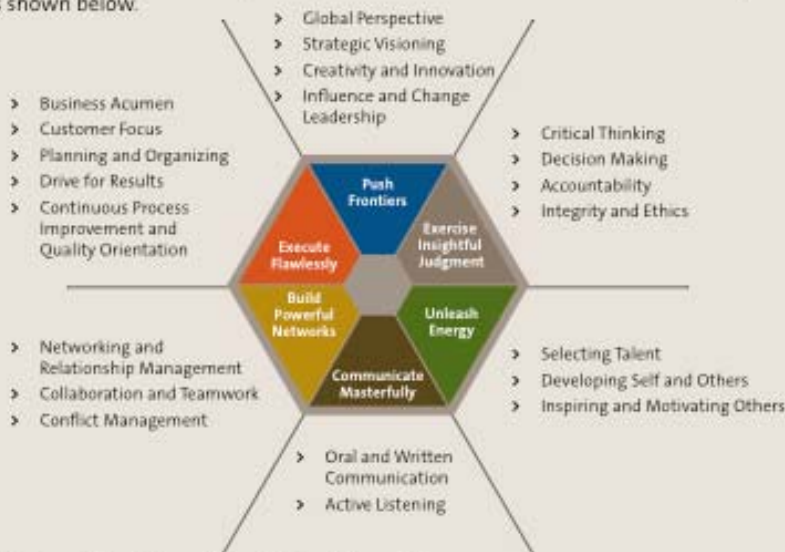 shown below.
> Global Perspective
> Strategic Visioning
> Creativity and Innovation
> Influence and Change
Leadership
> Business Acumen
> Customer Focus
> Planning and Organizing
> Drive for Results
> Continuous Process
Improvement and
Quality Orientation
> Critical Thinking
> Decision Making
> Accountability
> Integrity and Ethics
Push
Frontiers
Exercise
Insightful
Judgment
Execute
Flawlessly
Build
Powerful
Networks
Unleash
Energy
Communicate
Masterfully
> Networking and
Relationship Management
> Collaboration and Teamwork
> Conflict Management
> Selecting Talent
> Developing Self and Others
> Inspiring and Motivating Others
> Oral and Written
Communication
> Active Listening